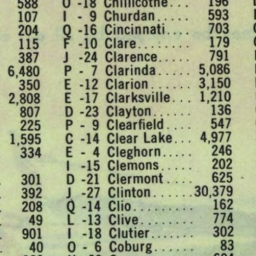 588 O -18 Chillicothe... 196
107 I - 9 Churdan..... 593
204 Q -16 Cincinnati.... 703
115 F -10 Clare....... 179
387 J -24 Clarence..... 791
6,480 P - 7 Clarinda.... 5,086
350 E -12 Clarion..... 3,150
2,808 E -17 Clarksville... 1,210
807 D -23 Clayton..... 136
225 P - 9 Clearfield.... 547
1,595 C -14 Clear Lake... 4,977
334 E - 4 Cleghorn..... 246
I -15 Clemons..... 202
301 D -21 Clermont..... 625
392 J -27 Clinton.... 30,379
208 Q -14 Clio....... 162
49 L -13 Clive...... 774
901 I -18 Clutier...... 302
40 O - 6 Coburg...... 83